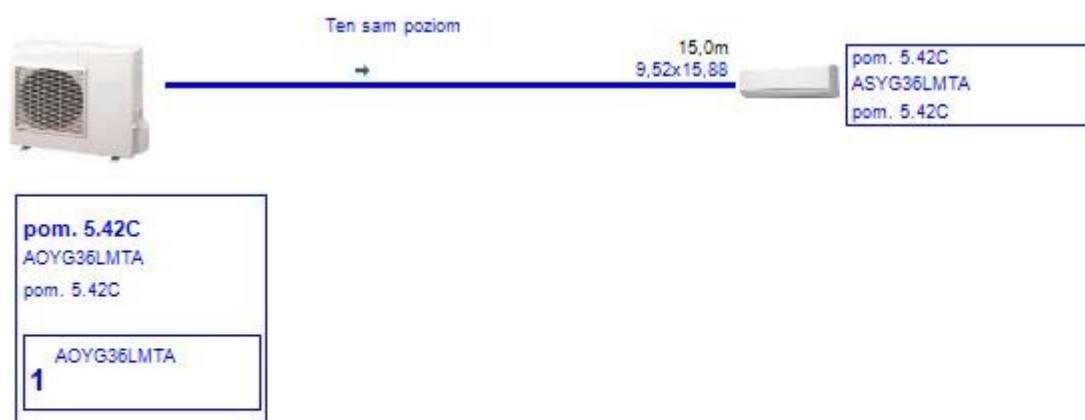 Ten sam poziom
15,0m
9,52x15,88
pom. 5.42C
ASYG36LMTA
pom. 5.42C
pom. 5.42C
AOYG36LMTA
pom. 5.42C
AOYG36LMTA
1